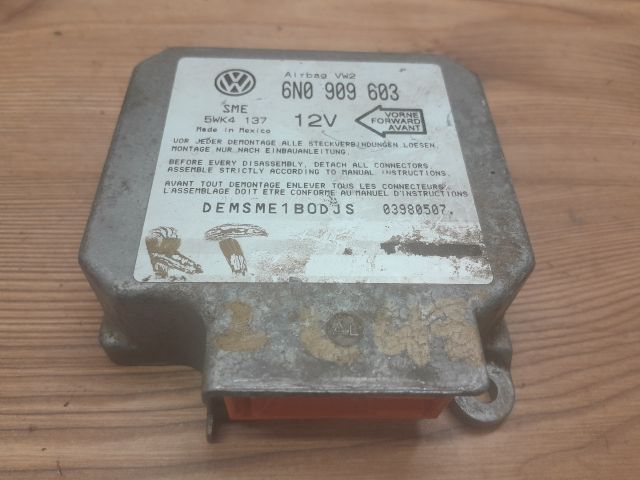 Airbag VW2
6N0 909 603
SME
5WK4 137
Made in Mexico
12V
VORNE
FORWARD
AVANT
VOR JEDER DEMONTAGE ALLE STECKVERBINDUNGEN LOESEN.
MONTAGE NUR NACH EINBAUANLEITUNG.
BEFORE EVERY DISASSEMBLY, DETACH ALL CONNECTORS.
ASSEMBLE STRICTLY ACCORDING TO MANUAL INSTRUCTIONS.
AVANT TOUT DEMONTAGE ENLEVER TOUS LES CONNECTEURS.
L'ASSEMBLAGE DOIT ETRE CONFORME AU MANUEL D'INSTRUCTIONS
DEMSME1BODJS 03980507.